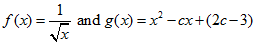 f(x) = 1/√x and g(x) = x² − cx + (2c − 3)